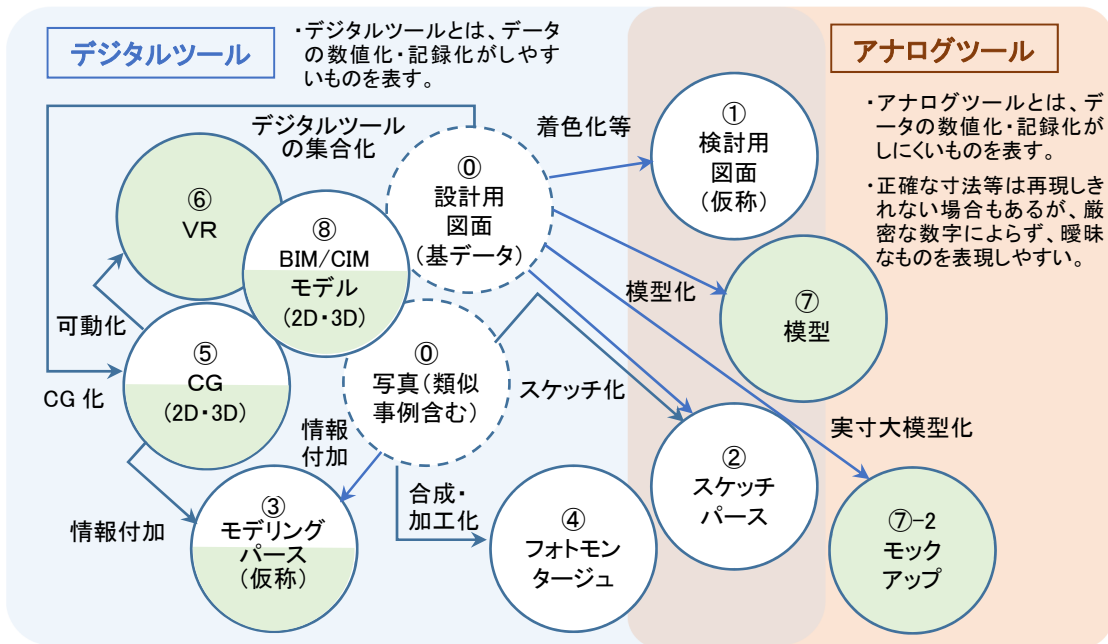 デジタルツール
・デジタルツールとは、データ
の数値化・記録化がしやす
いものを表す。
アナログツール
・アナログツールとは、デ
ータの数値化・記録化が
しにくいものを表す。
・正確な寸法等は再現しき
れない場合もあるが、厳
密な数字によらず、曖昧
なものを表現しやすい。
デジタルツール
の集合化
着色化等
①
検討用
図面
(仮称)
⓪
設計用
図面
(基データ)
⑥
VR
⑧
BIM/CIM
モデル
(2D・3D)
模型化
⑦
模型
可動化
⑤
CG
(2D・3D)
CG 化
⓪
写真(類似
事例含む)
スケッチ化
実寸大模型化
情報
付加
②
スケッチ
パース
合成・
加工化
情報付加
③
モデリング
パース
(仮称)
④
フォトモン
タージュ
⑦-2
モック
アップ